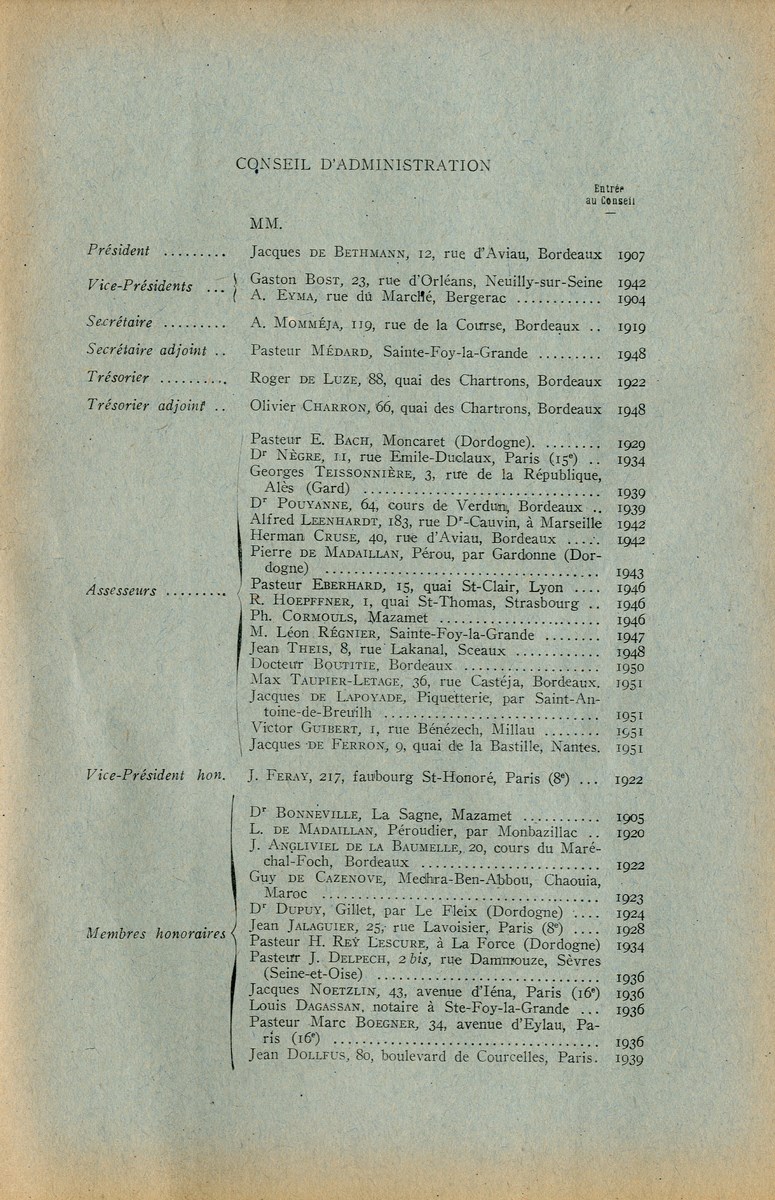 CONSEIL D'ADMINISTRATION
Entrée
au Conseil
MM.
Président ......... Jacques DE BETHMANN, 12, rue d'Aviau, Bordeaux 1907
Vice-Présidents ... Gaston BOST, 23, rue d'Orléans, Neuilly-sur-Seine 1942
A. EYMA, rue du Marché, Bergerac ............ 1904
Secrétaire ......... A. MOMMÉJA, 119, rue de la Course, Bordeaux .. 1919
Secrétaire adjoint .. Pasteur MÉDARD, Sainte-Foy-la-Grande ......... 1948
Trésorier .......... Roger DE LUZE, 88, quai des Chartrons, Bordeaux 1922
Trésorier adjoint .. Olivier CHARRON, 66, quai des Chartrons, Bordeaux 1948
Pasteur E. BACH, Moncaret (Dordogne). ........ 1929
Dr NÈGRE, 11, rue Emile-Duclaux, Paris (15e) .. 1934
Georges TEISSONNIÈRE, 3, rue de la République,
Alès (Gard) .................................. 1939
Dr POUYANNE, 64, cours de Verdun, Bordeaux .. 1939
Alfred LEENHARDT, 183, rue Dr-Cauvin, à Marseille 1942
Herman CRUSE, 40, rue d'Aviau, Bordeaux ..... 1942
Pierre DE MADAILLAN, Pérou, par Gardonne (Dor-
dogne) ....................................... 1943
Assesseurs ......... Pasteur EBERHARD, 15, quai St-Clair, Lyon .... 1946
R. HOEPFFNER, 1, quai St-Thomas, Strasbourg .. 1946
Ph. CORMOULS, Mazamet ....................... 1946
M. Léon RÉGNIER, Sainte-Foy-la-Grande ........ 1947
Jean THEIS, 8, rue Lakanal, Sceaux ............ 1948
Docteur BOUTITIE, Bordeaux ................... 1950
Max TAUPIER-LETAGE, 36, rue Castéja, Bordeaux. 1951
Jacques DE LAPOYADE, Piquetterie, par Saint-An-
toine-de-Breuilh ............................... 1951
Victor GUIBERT, 1, rue Bénézech, Millau ........ 1951
Jacques DE FERRON, 9, quai de la Bastille, Nantes. 1951
Vice-Président hon. J. FERAY, 217, faubourg St-Honoré, Paris (8e) ... 1922
Dr BONNEVILLE, La Sagne, Mazamet ........... 1905
L. DE MADAILLAN, Péroudier, par Monbazillac .. 1920
J. ANGLIVIEL DE LA BAUMELLE, 20, cours du Maré-
chal-Foch, Bordeaux .......................... 1922
Guy DE CAZENOVE, Mechra-Ben-Abbou, Chaouia,
Maroc ........................................ 1923
Dr DUPUY, Gillet, par Le Fleix (Dordogne) .... 1924
Membres honoraires Jean JALAGUIER, 25, rue Lavoisier, Paris (8e) .... 1928
Pasteur H. REY LESCURE, à La Force (Dordogne) 1934
Pasteur J. DELPECH, 2 bis, rue Dammouze, Sèvres
(Seine-et-Oise) ................................ 1936
Jacques NOETZLIN, 43, avenue d'Iéna, Paris (16e) 1936
Louis DAGASSAN, notaire à Ste-Foy-la-Grande ... 1936
Pasteur Marc BOEGNER, 34, avenue d'Eylau, Pa-
ris (16e) ...................................... 1936
Jean DOLLFUS, 80, boulevard de Courcelles, Paris. 1939